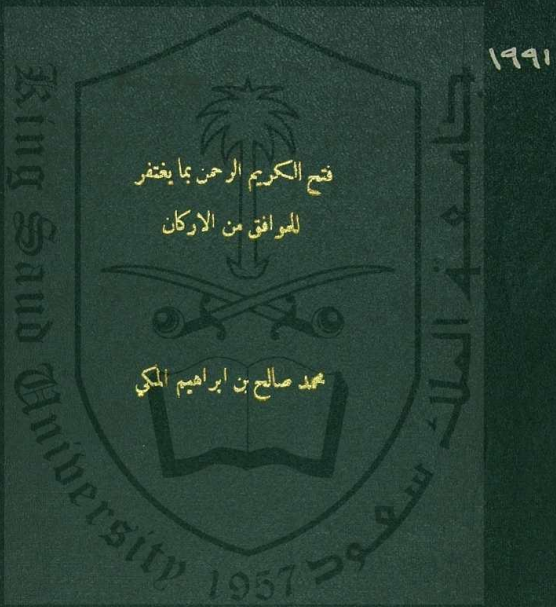 ١٩٩١
فتح الكريم الرحمن بما يغتفر
للموافق من الاركان
محمد صالح بن ابراهيم المكي
King Saud University
1957
جامعة الملك سعود